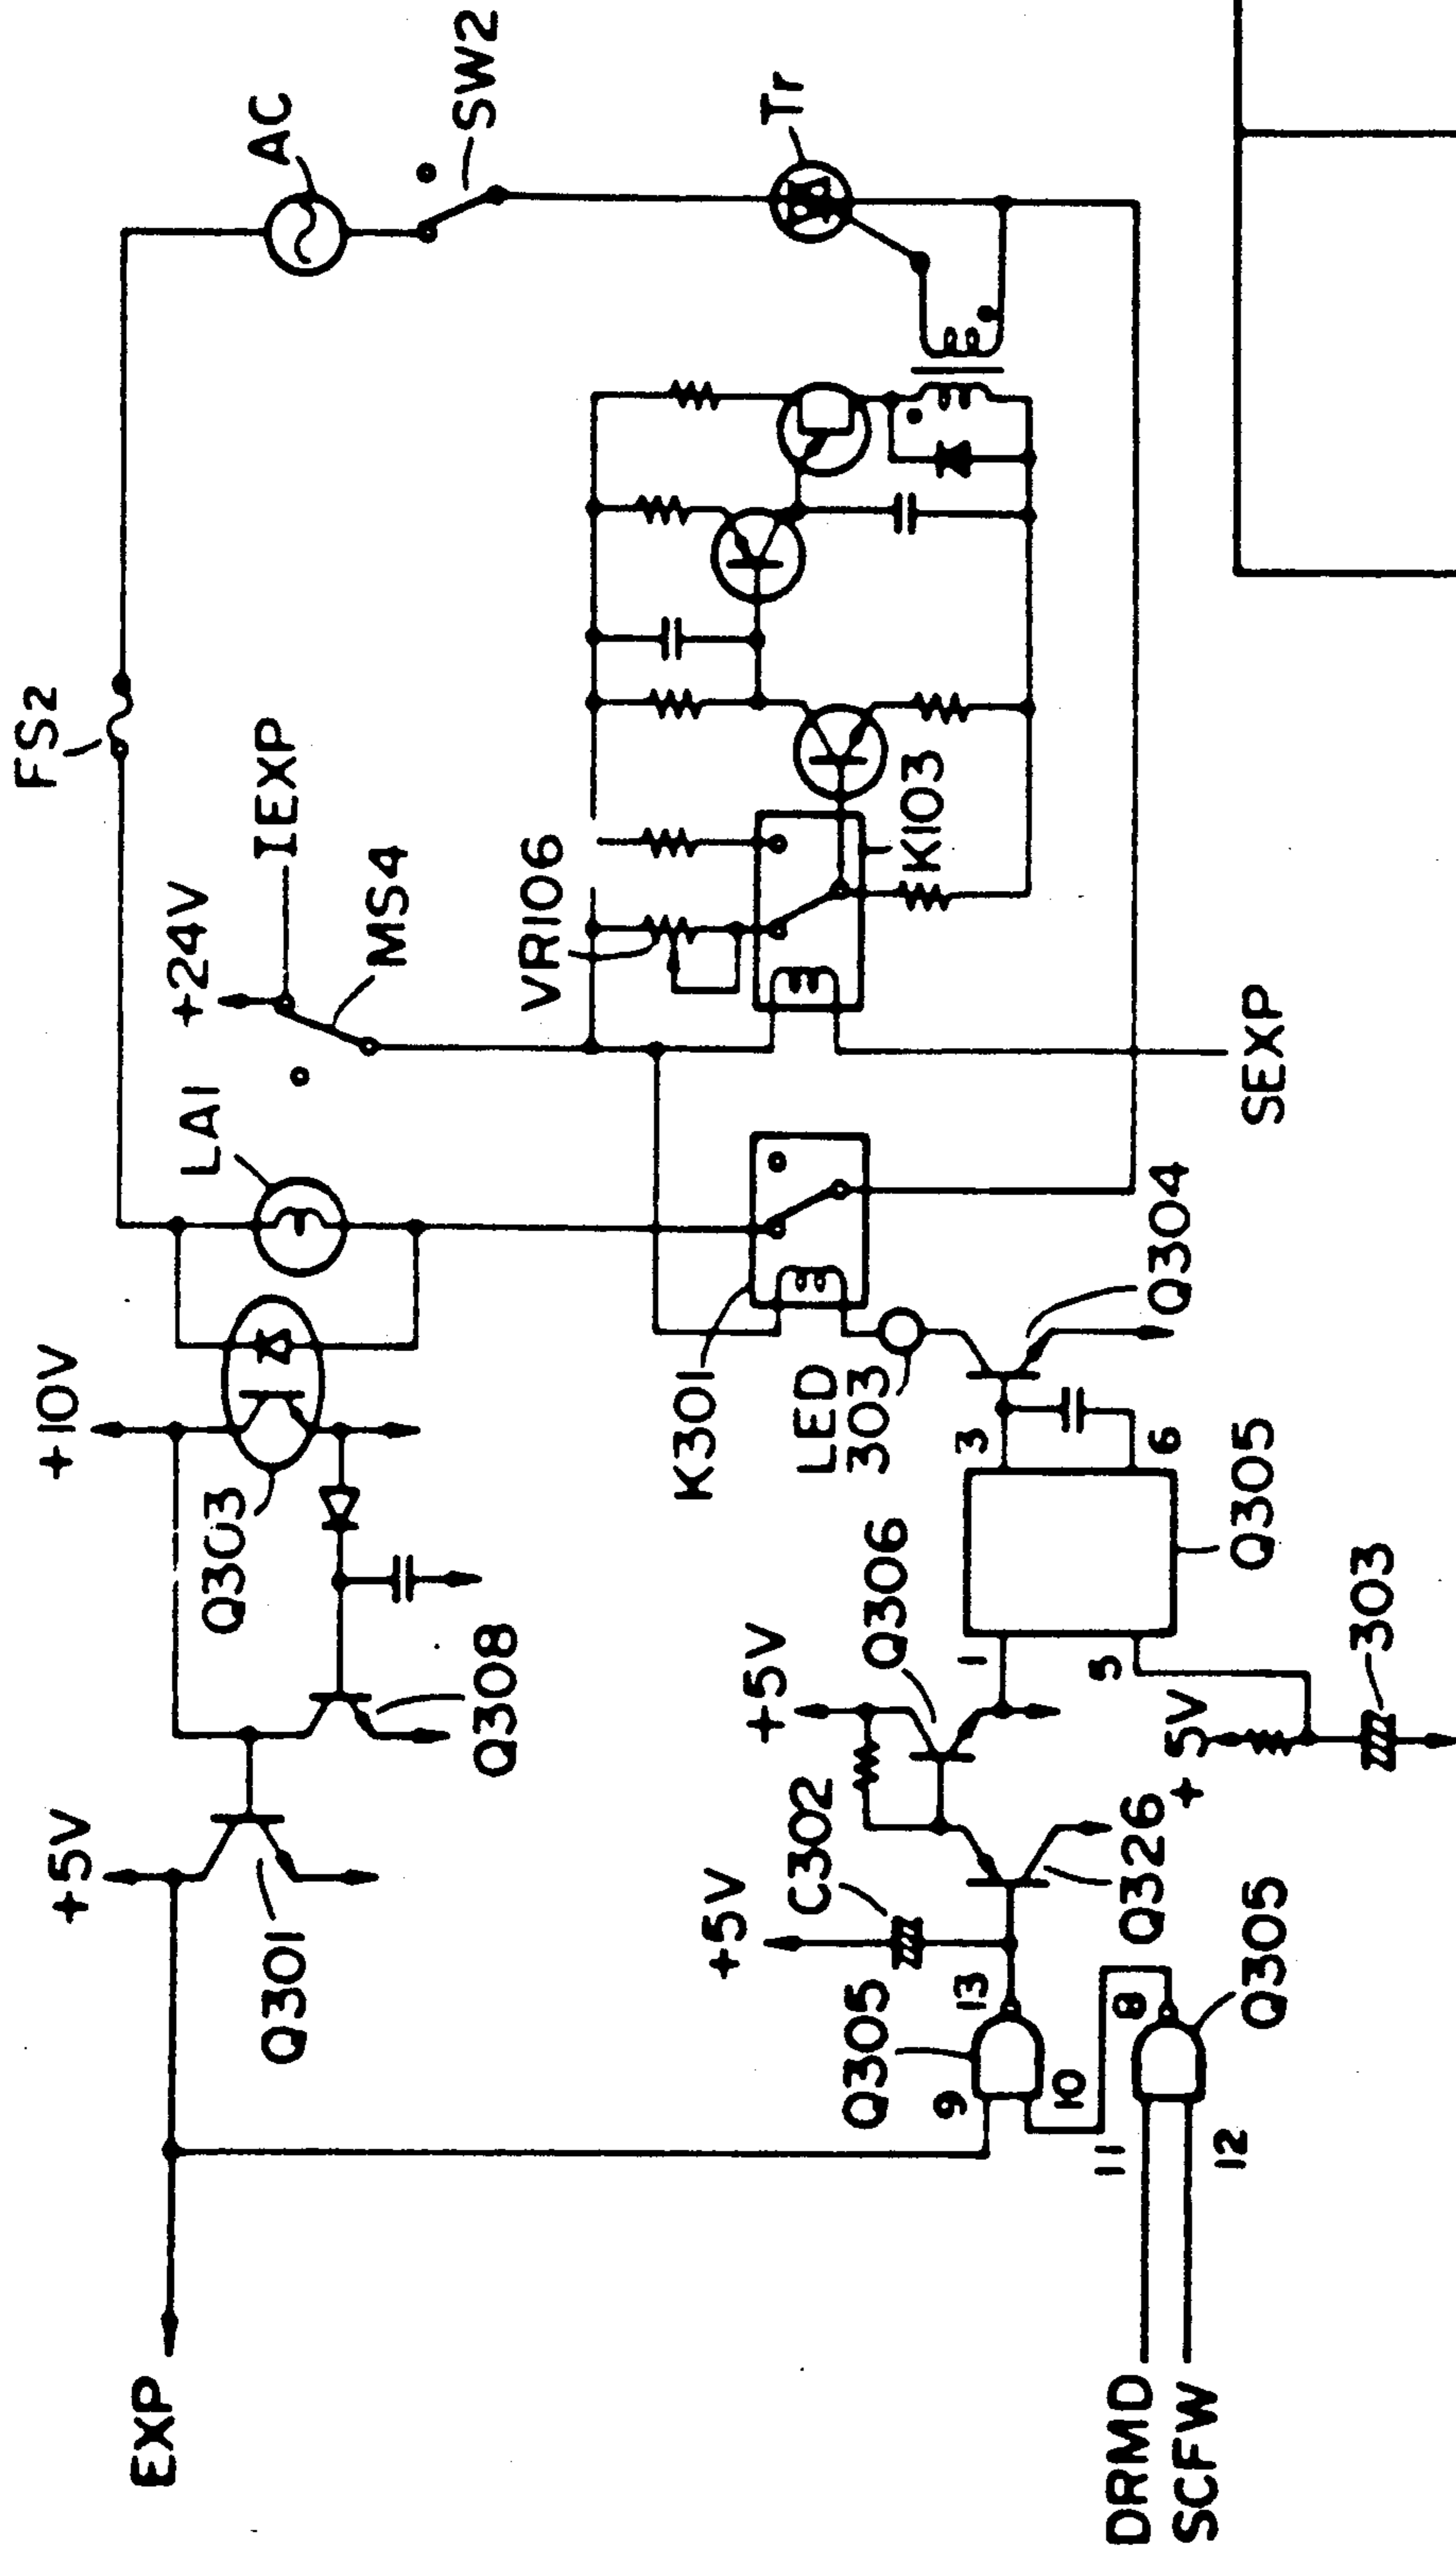 FS2
AC
SW2
IEXP
+24V
MS4
LA1
+10V
Q303
+5V
Q301
Q308
EXP
Tr
VR106
K103
SEXP
K301
LED
303
Q304
3
6
Q305
1
5
+5V
Q306
+5V
303
+5V
C302
Q326
Q305
13
9
10
8
Q305
11
12
DRMD
SCFW